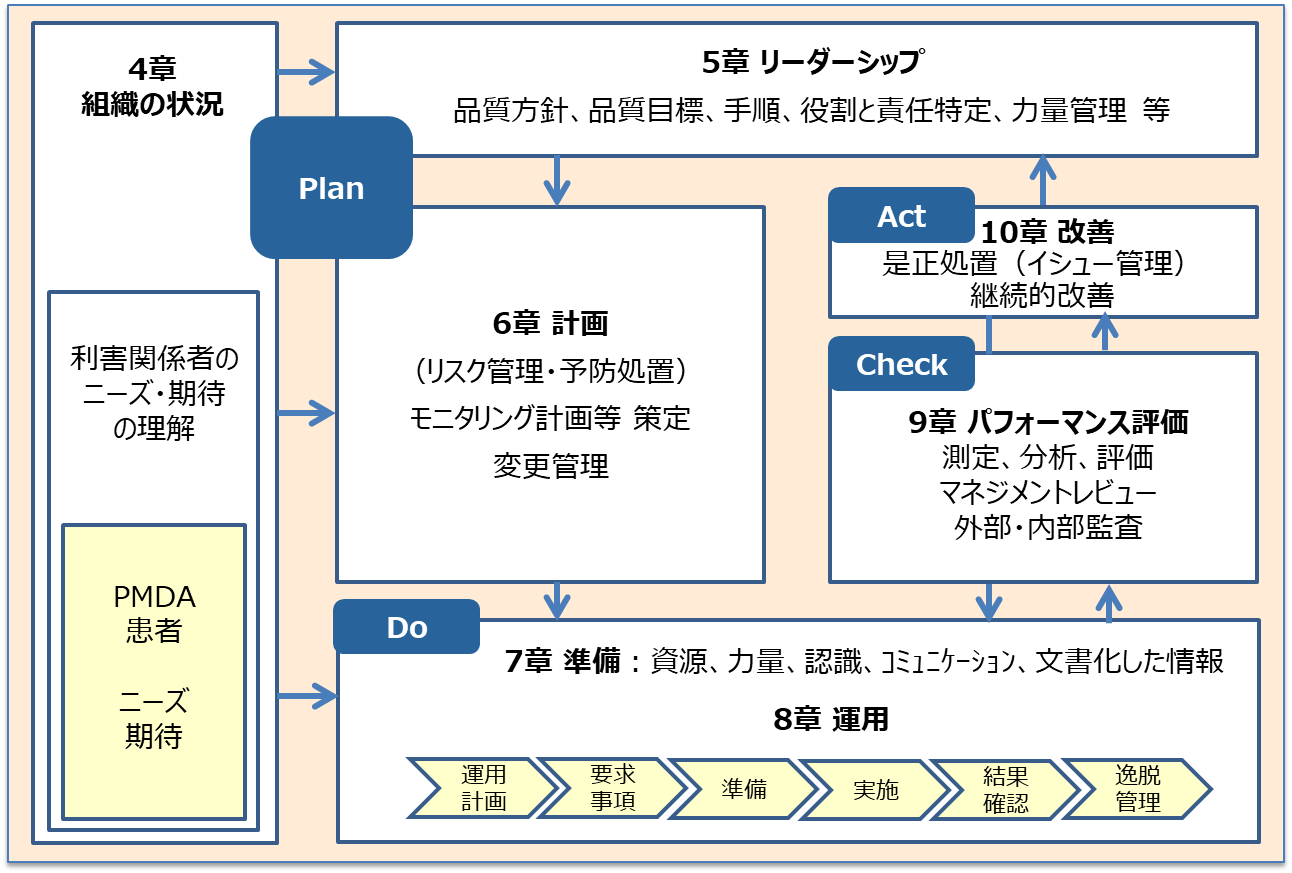 4章
組織の状況
利害関係者の
ニーズ・期待
の理解
PMDA
患者
ニーズ
期待
Plan
5章 リーダーシップ
品質方針、品質目標、手順、役割と責任特定、力量管理 等
6章 計画
（リスク管理・予防処置）
モニタリング計画等 策定
変更管理
Act
10章 改善
是正処置（イシュー管理）
継続的改善
Check
9章 パフォーマンス評価
測定、分析、評価
マネジメントレビュー
外部・内部監査
Do
7章 準備：資源、力量、認識、ｺﾐｭﾆｹｰｼｮﾝ、文書化した情報
8章 運用
運用
計画
要求
事項
準備
実施
結果
確認
逸脱
管理